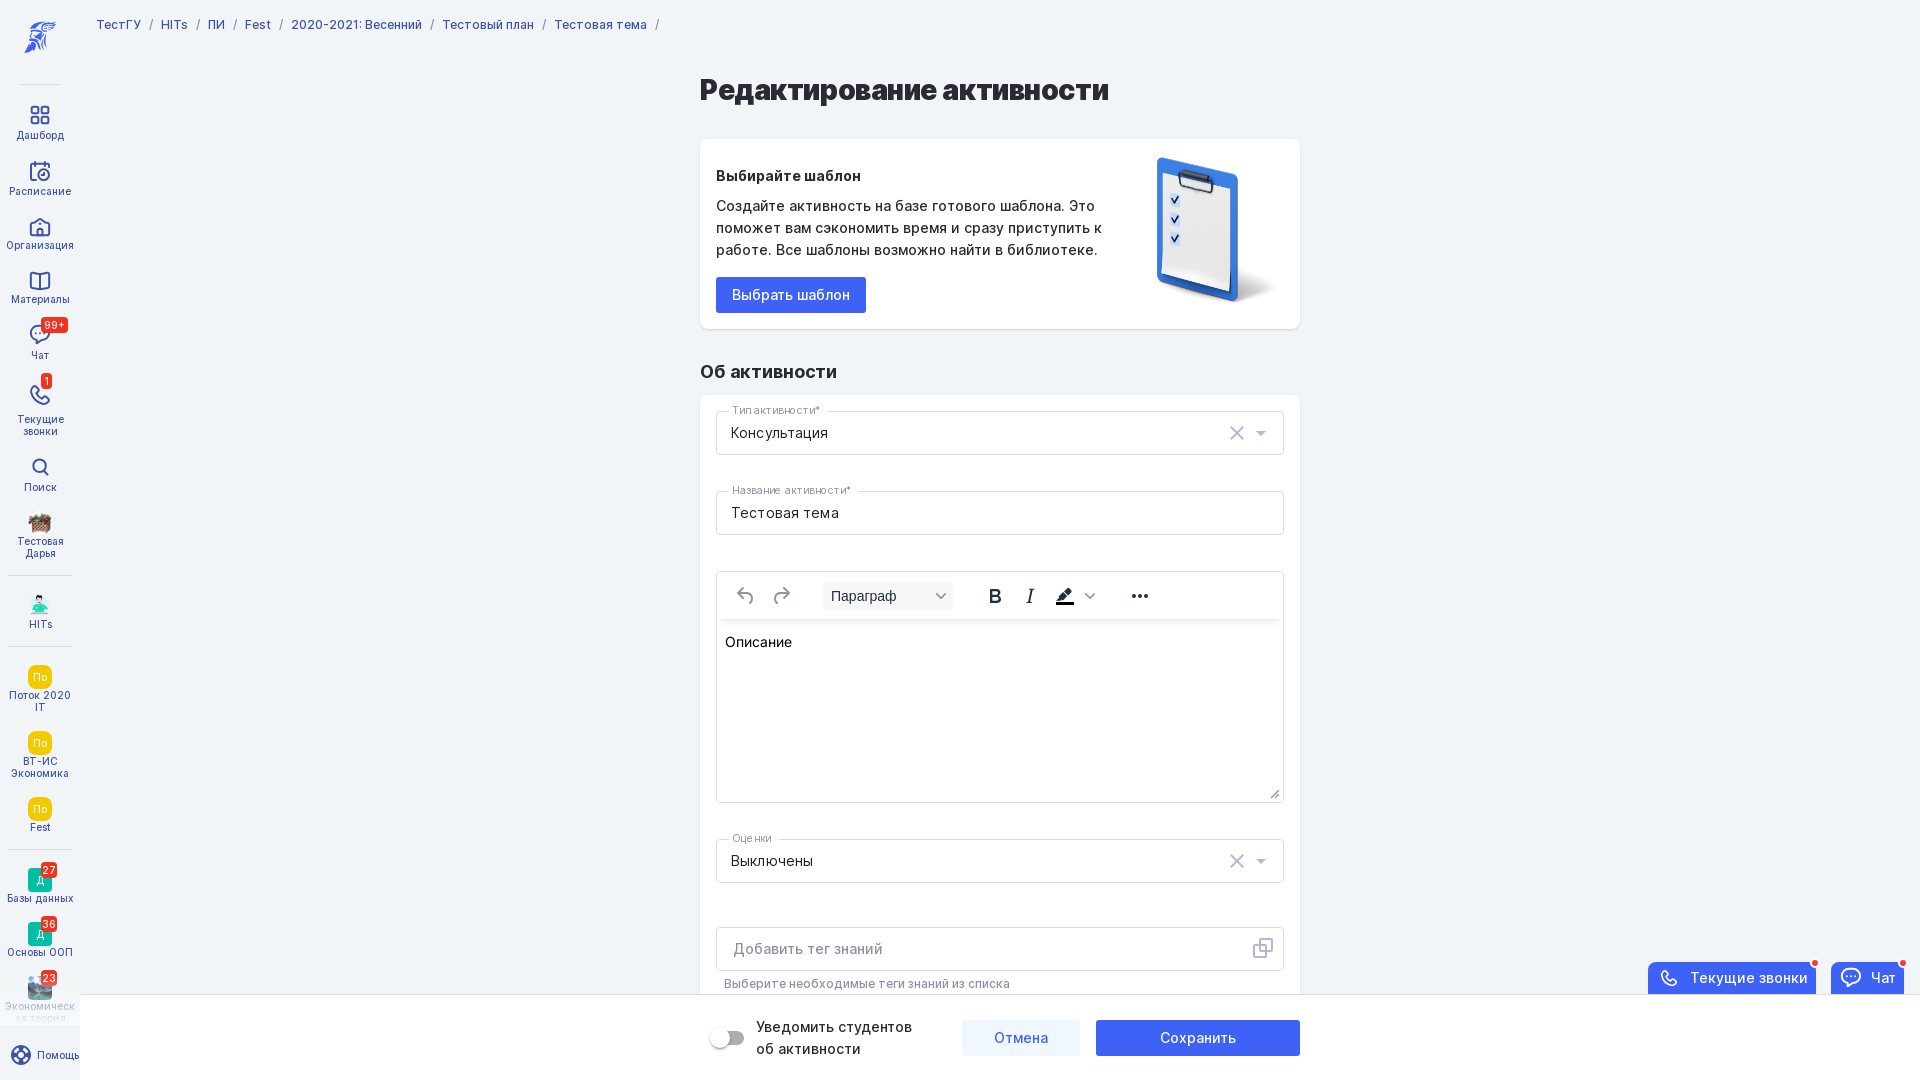 ТестГУ / HITs / ПИ / Fest / 2020-2021: Весенний / Тестовый план / Тестовая тема /
Дашборд
Расписание
Организация
Материалы
99+
Чат
1
Текущие
звонки
Поиск
Тестовая
Дарья
HITs
По
Поток 2020
IT
По
ВТ-ИС
Экономика
По
Fest
27
Д
Базы данных
36
Д
Основы ООП
23
Экономическ
ая теория
Помощь
Редактирование активности
Выбирайте шаблон
Создайте активность на базе готового шаблона. Это
поможет вам сэкономить время и сразу приступить к
работе. Все шаблоны возможно найти в библиотеке.
Выбрать шаблон
Об активности
Тип активности*
Консультация
Название активности*
Тестовая тема
Параграф
Описание
Оценки
Выключены
Добавить тег знаний
Выберите необходимые теги знаний из списка
Текущие звонки
Чат
Уведомить студентов
об активности
Отмена
Сохранить